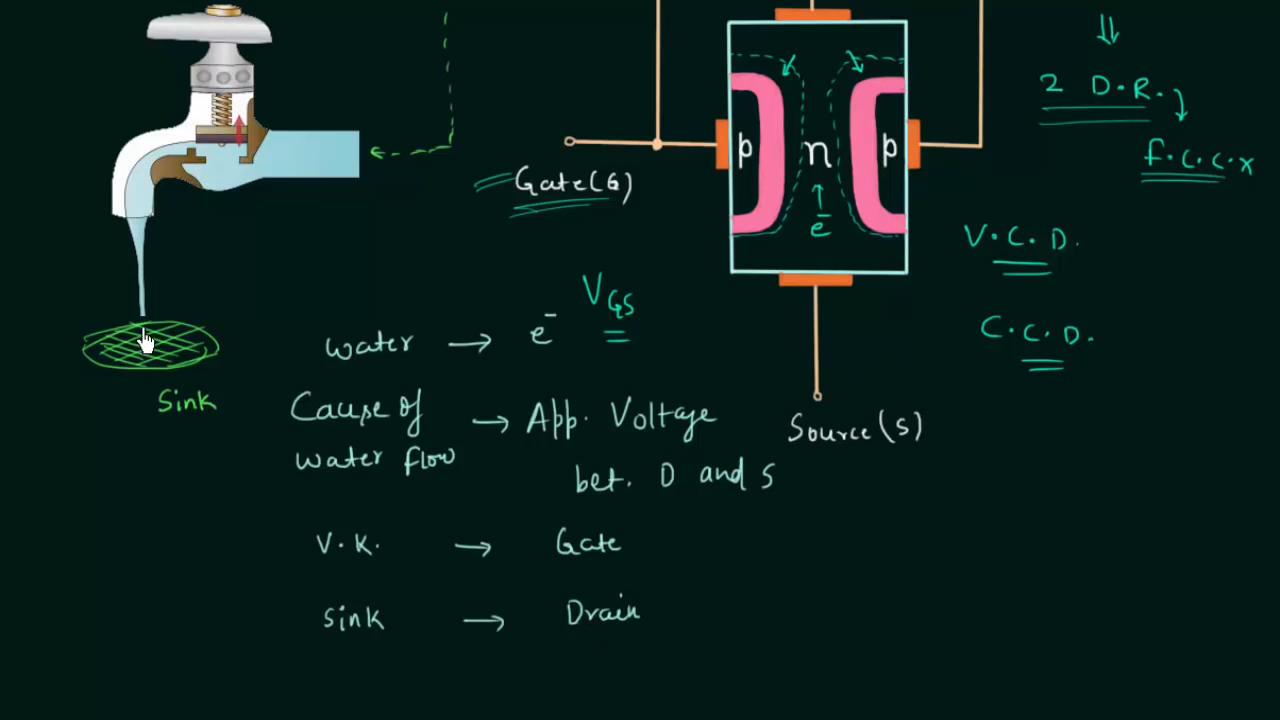 2 D.R.
f.c.c.x
p n p
Gate(G)
e̅
V.C.D.
VGS
C.C.D.
water → e⁻
Sink
Cause of → App. Voltage
water flow
bet. D and S
Source(S)
V.K. → Gate
sink → Drain